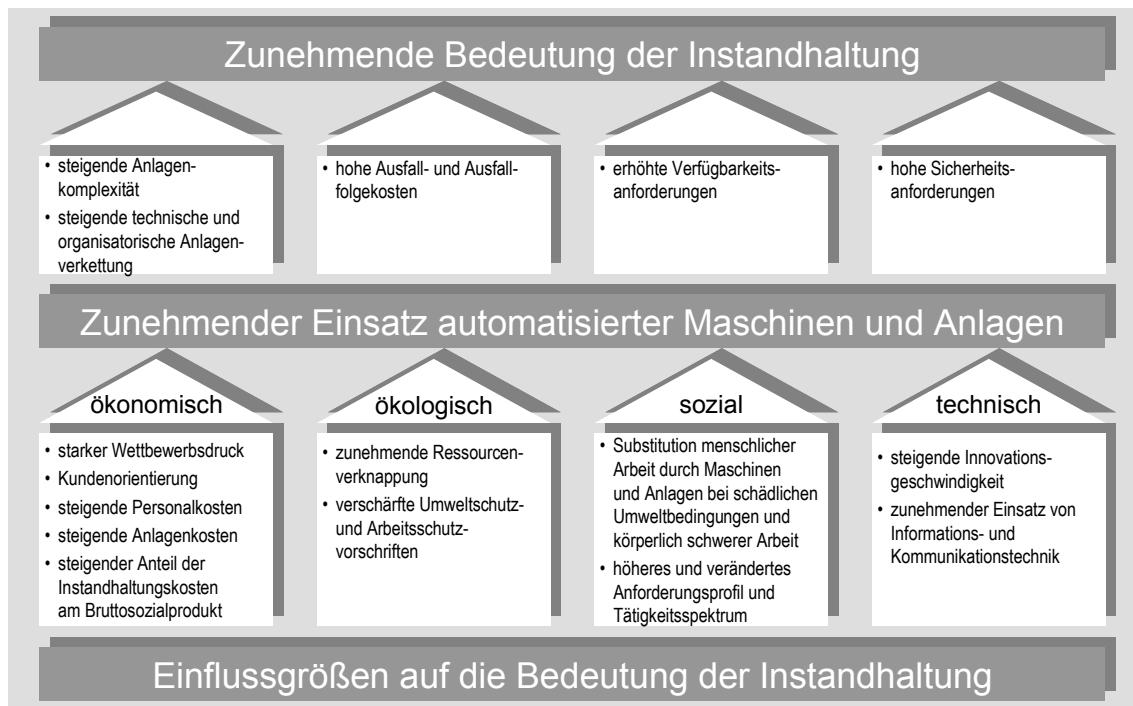 Zunehmende Bedeutung der Instandhaltung
• steigende Anlagen-
komplexität
• steigende technische und
organisatorische Anlagen-
verkettung
• hohe Ausfall- und Ausfall-
folgekosten
• erhöhte Verfügbarkeits-
anforderungen
• hohe Sicherheits-
anforderungen
Zunehmender Einsatz automatisierter Maschinen und Anlagen
ökonomisch
• starker Wettbewerbsdruck
• Kundenorientierung
• steigende Personalkosten
• steigende Anlagenkosten
• steigender Anteil der
Instandhaltungskosten
am Bruttosozialprodukt
ökologisch
• zunehmende Ressourcen-
verknappung
• verschärfte Umweltschutz-
und Arbeitsschutz-
vorschriften
sozial
• Substitution menschlicher
Arbeit durch Maschinen
und Anlagen bei schädlichen
Umweltbedingungen und
körperlich schwerer Arbeit
• höheres und verändertes
Anforderungsprofil und
Tätigkeitsspektrum
technisch
• steigende Innovations-
geschwindigkeit
• zunehmender Einsatz von
Informations- und
Kommunikationstechnik
Einflussgrößen auf die Bedeutung der Instandhaltung